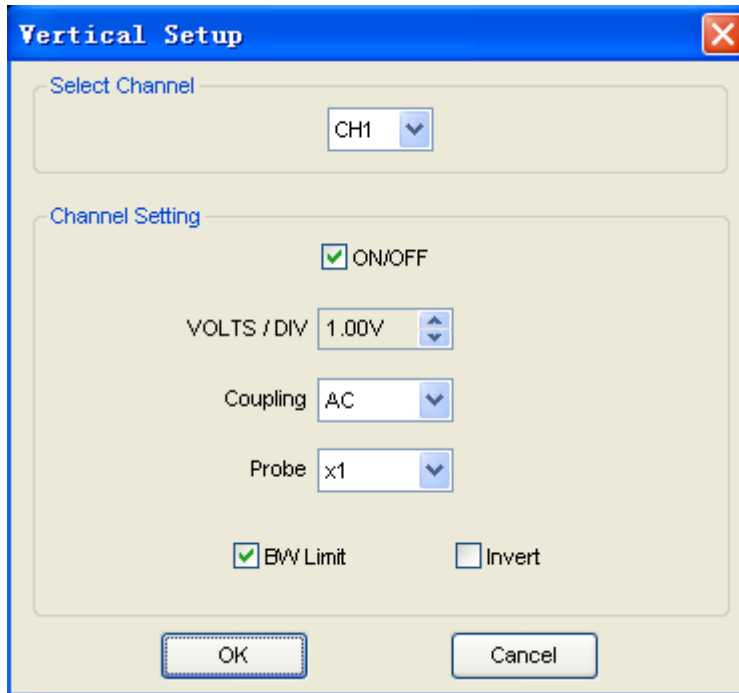 Vertical Setup
Select Channel
CH1
Channel Setting
ON/OFF
VOLTS / DIV 1.00V
Coupling AC
Probe x1
BW Limit Invert
OK Cancel